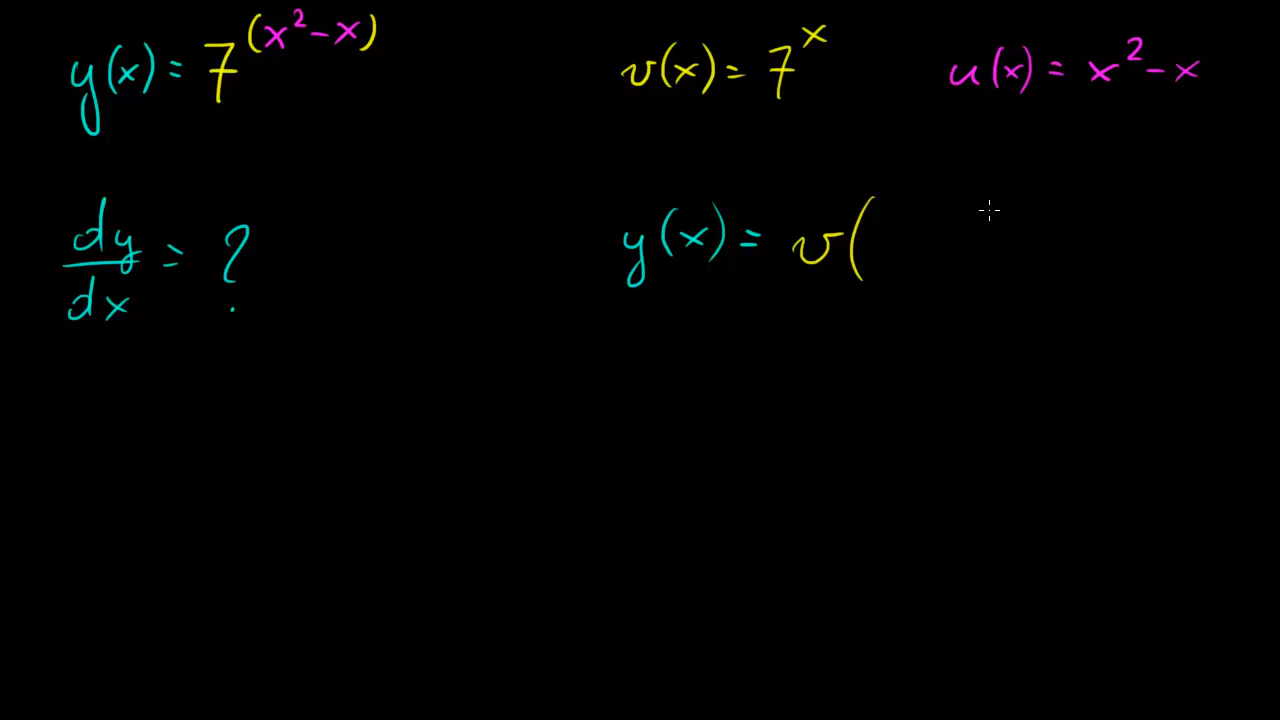 y(x) = 7^(x²-x)
v(x) = 7^x
u(x) = x²-x
dy/dx = ?
y(x) = v(